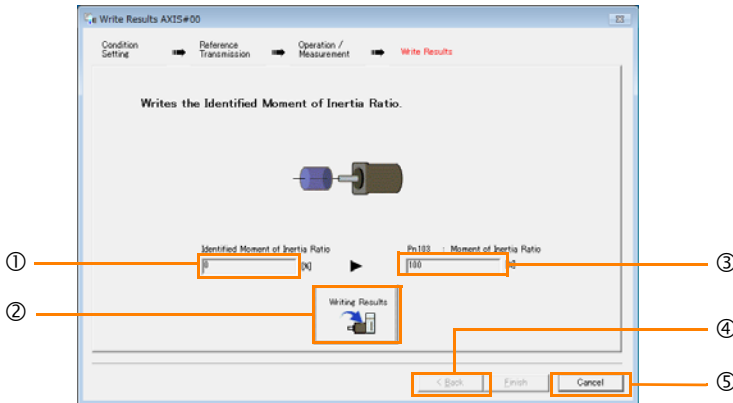 Write Results AXIS#00
Condition Setting
Reference Transmission
Operation / Measurement
Write Results
Writes the Identified Moment of Inertia Ratio.
Identified Moment of Inertia Ratio
Pn103 : Moment of Inertia Ratio
①
0
[%]
100
③
②
Writing Results
④
< Back
Finish
Cancel
⑤